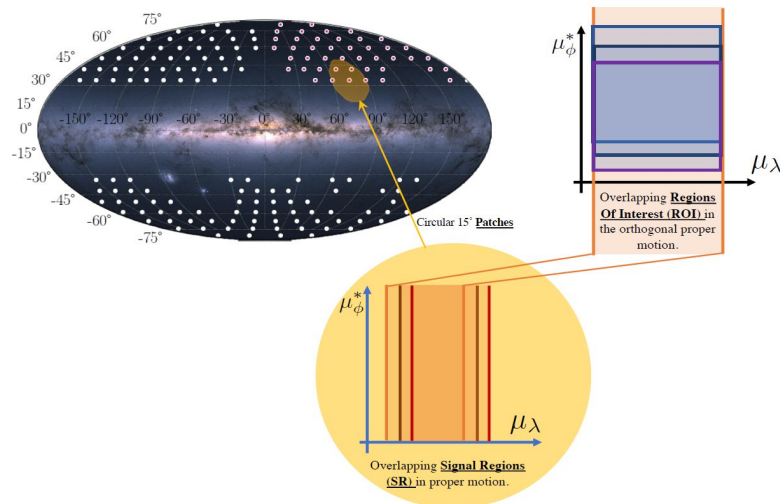 75°
60°
45°
30°
15°
0°
-15°
-30°
-45°
-60°
-75°
-150° -120° -90° -60° -30° 0° 30° 60° 90° 120° 150°
Circular 15˚ Patches
μ*ϕ
μλ
Overlapping Regions
Of Interest (ROI) in
the orthogonal proper
motion.
μ*ϕ
μλ
Overlapping Signal Regions
(SR) in proper motion.